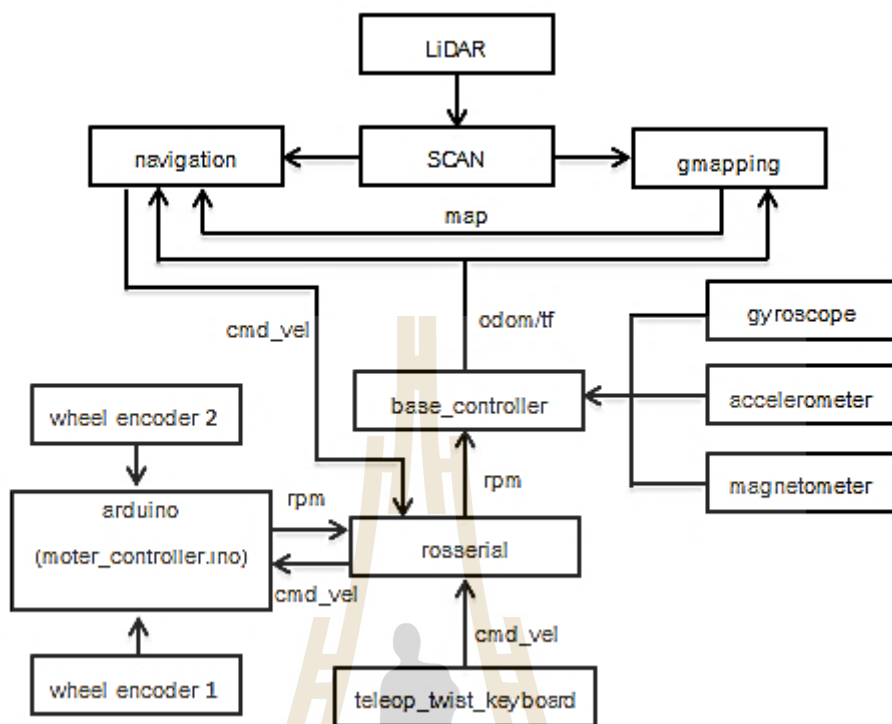 LiDAR
navigation
SCAN
gmapping
map
cmd_vel
odom/tf
gyroscope
base_controller
accelerometer
wheel encoder 2
rpm
magnetometer
arduino
rpm
(moter_controller.ino)
rosserial
cmd_vel
cmd_vel
wheel encoder 1
teleop_twist_keyboard